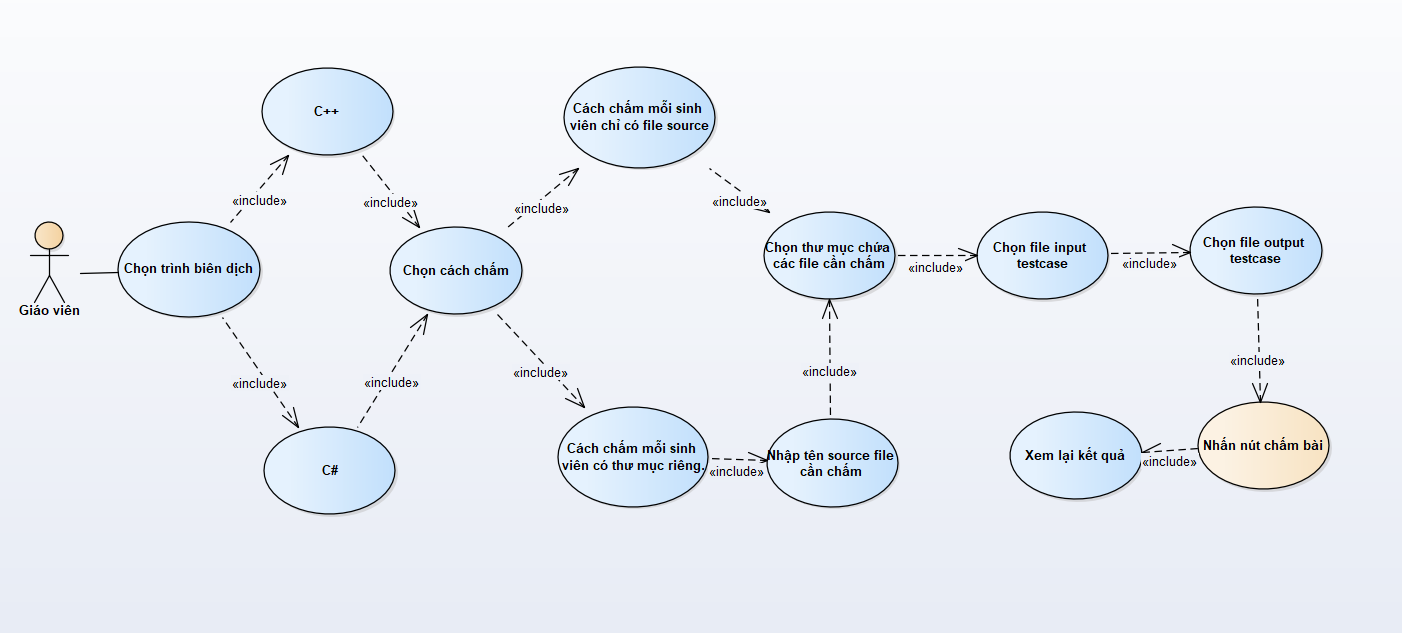 C++
Cách chấm mỗi sinh
viên chỉ có file source
«include»
«include»
«include»
«include»
Giáo viên
Chọn trình biên dịch
Chọn cách chấm
Chọn thư mục chứa
các file cần chấm
«include»
Chọn file input
testcase
«include»
Chọn file output
testcase
«include»
«include»
«include»
«include»
«include»
C#
Cách chấm mỗi sinh
viên có thư mục riêng.
«include»
Nhập tên source file
cần chấm
Xem lại kết quả
«include»
Nhấn nút chấm bài